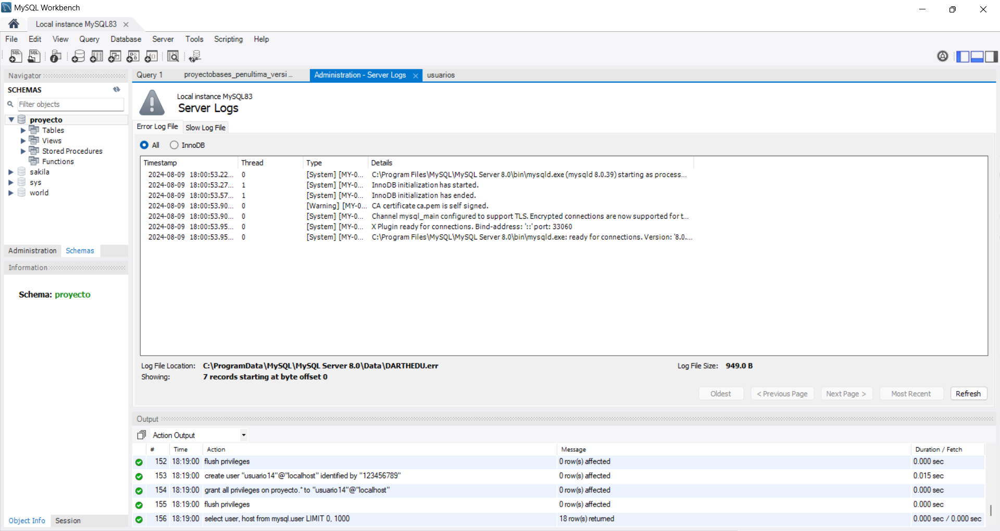 MySQL Workbench
Local instance MySQL83
File Edit View Query Database Server Tools Scripting Help
Navigator
SCHEMAS
Filter objects
proyecto
Tables
Views
Stored Procedures
Functions
sakila
sys
world
Administration Schemas
Information
Schema: proyecto
Object Info Session
Query 1 proyectobases_penultima_versi... Administration - Server Logs usuarios
Local instance MySQL83
Server Logs
Error Log File Slow Log File
All InnoDB
Timestamp Thread Type Details
2024-08-09 18:00:53.22... 0 [System] [MY-0... C:\Program Files\MySQL\MySQL Server 8.0\bin\mysqld.exe (mysqld 8.0.39) starting as process...
2024-08-09 18:00:53.27... 1 [System] [MY-0... InnoDB initialization has started.
2024-08-09 18:00:53.57... 1 [System] [MY-0... InnoDB initialization has ended.
2024-08-09 18:00:53.90... 0 [Warning] [MY-0... CA certificate ca.pem is self signed.
2024-08-09 18:00:53.90... 0 [System] [MY-0... Channel mysql_main configured to support TLS. Encrypted connections are now supported for t...
2024-08-09 18:00:53.95... 0 [System] [MY-0... X Plugin ready for connections. Bind-address: '::' port: 33060
2024-08-09 18:00:53.95... 0 [System] [MY-0... C:\Program Files\MySQL\MySQL Server 8.0\bin\mysqld.exe: ready for connections. Version: '8.0....
Log File Location: C:\ProgramData\MySQL\MySQL Server 8.0\Data\DARTHEDU.err Log File Size: 949.0 B
Showing: 7 records starting at byte offset 0
Oldest < Previous Page Next Page > Most Recent Refresh
Output
Action Output
# Time Action Message Duration / Fetch
152 18:19:00 flush privileges 0 row(s) affected 0.000 sec
153 18:19:00 create user "usuario14"@"localhost" identified by "123456789" 0 row(s) affected 0.015 sec
154 18:19:00 grant all privileges on proyecto.* to "usuario14"@"localhost" 0 row(s) affected 0.000 sec
155 18:19:00 flush privileges 0 row(s) affected 0.000 sec
156 18:19:00 select user, host from mysql.user LIMIT 0, 1000 18 row(s) returned 0.000 sec / 0.000 sec